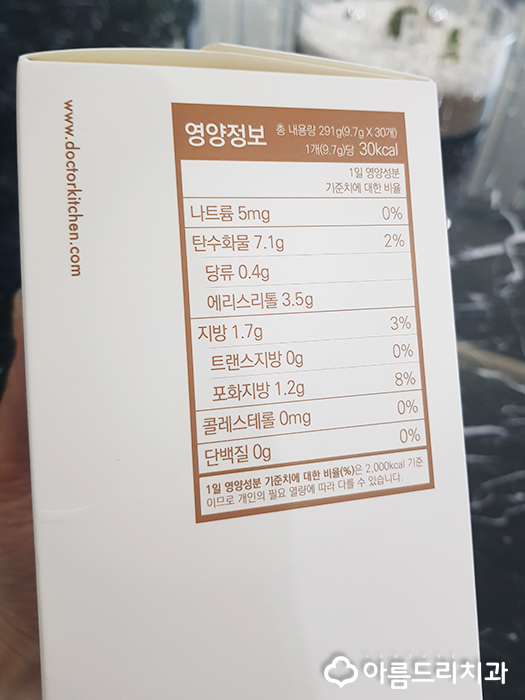 www.doctorkitchen.com
영양정보 총 내용량 291g(9.7g X 30개)
1개(9.7g)당 30kcal
1일 영양성분
기준치에 대한 비율
나트륨 5mg 0%
탄수화물 7.1g 2%
당류 0.4g
에리스리톨 3.5g
지방 1.7g 3%
트랜스지방 0g 0%
포화지방 1.2g 8%
콜레스테롤 0mg 0%
단백질 0g 0%
1일 영양성분 기준치에 대한 비율(%)은 2,000kcal 기준
이므로 개인의 필요 열량에 따라 다를 수 있습니다.
아름드리치과